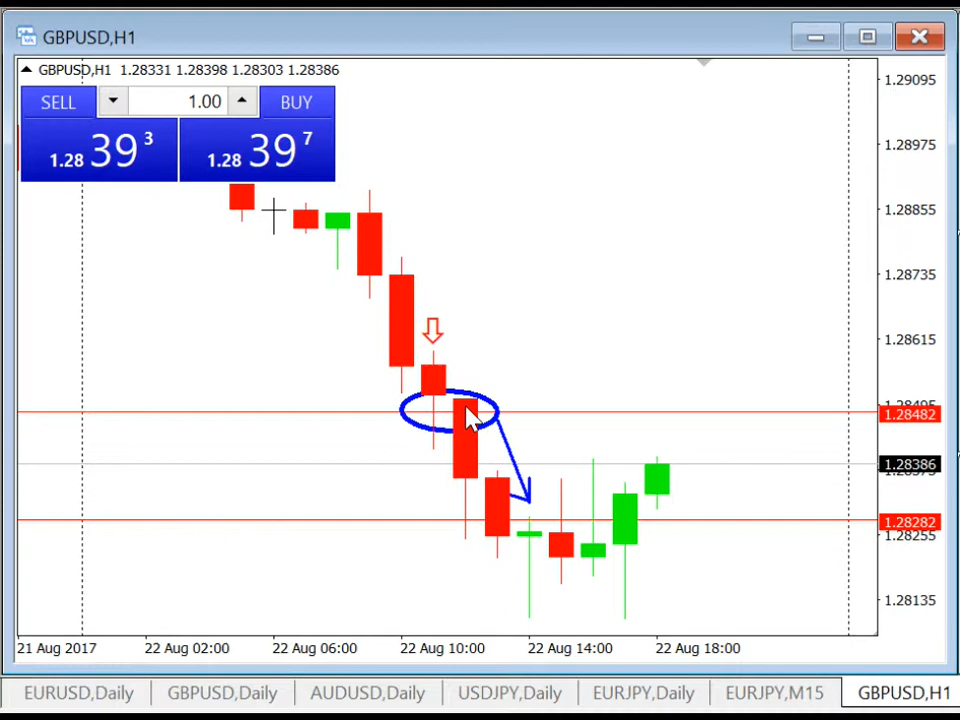 GBPUSD,H1
GBPUSD,H1 1.28331 1.28398 1.28303 1.28386
SELL 1.00 BUY
1.28 39 3 1.28 39 7
1.29095
1.28975
1.28855
1.28735
1.28615
1.28482
1.28386
1.28282
1.28255
1.28135
21 Aug 2017 22 Aug 02:00 22 Aug 06:00 22 Aug 10:00 22 Aug 14:00 22 Aug 18:00
EURUSD,Daily GBPUSD,Daily AUDUSD,Daily USDJPY,Daily EURJPY,Daily EURJPY,M15 GBPUSD,H1